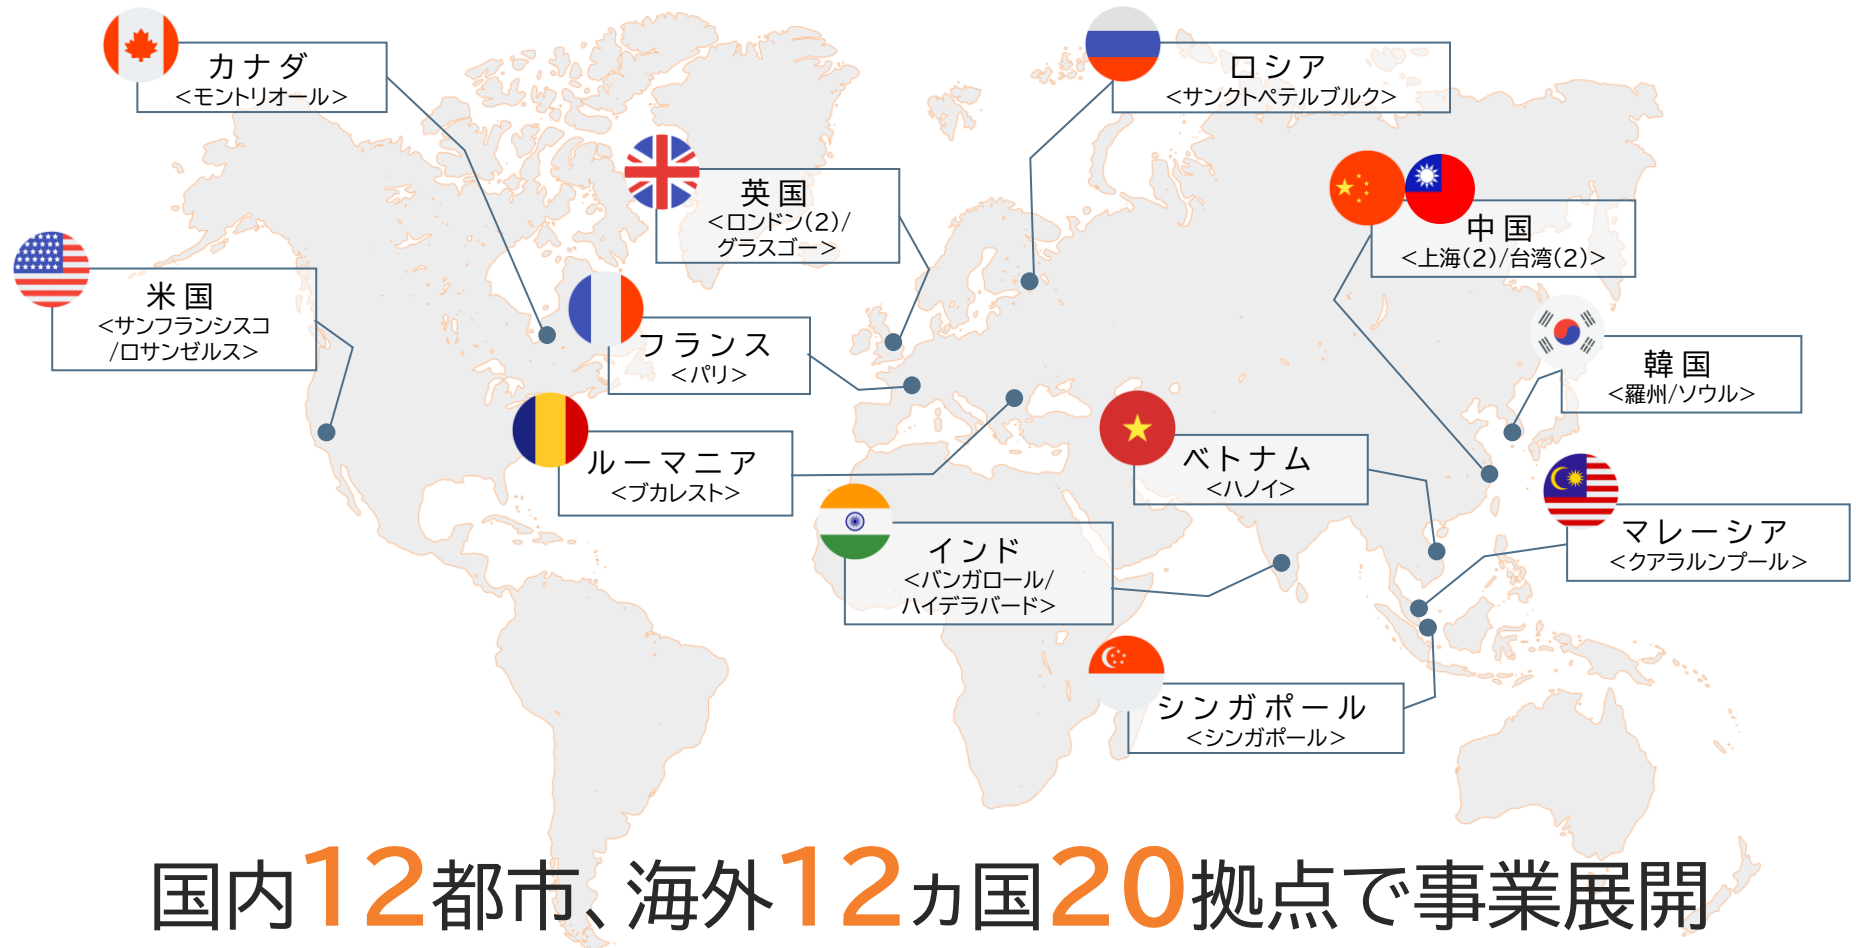 カナダ
<モントリオール>
ロシア
<サンクトペテルブルク>
英国
<ロンドン(2)/
グラスゴー>
中国
<上海(2)/台湾(2)>
米国
<サンフランシスコ
/ロサンゼルス>
フランス
<パリ>
韓国
<羅州/ソウル>
ルーマニア
<ブカレスト>
ベトナム
<ハノイ>
マレーシア
<クアラルンプール>
インド
<バンガロール/
ハイデラバード>
シンガポール
<シンガポール>
国内12都市、海外12ヵ国20拠点で事業展開